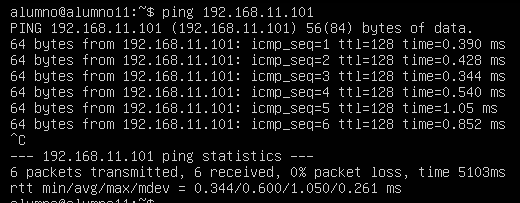 alumno@alumno11:~$ ping 192.168.11.101
PING 192.168.11.101 (192.168.11.101) 56(84) bytes of data.
64 bytes from 192.168.11.101: icmp_seq=1 ttl=128 time=0.390 ms
64 bytes from 192.168.11.101: icmp_seq=2 ttl=128 time=0.428 ms
64 bytes from 192.168.11.101: icmp_seq=3 ttl=128 time=0.344 ms
64 bytes from 192.168.11.101: icmp_seq=4 ttl=128 time=0.540 ms
64 bytes from 192.168.11.101: icmp_seq=5 ttl=128 time=1.05 ms
64 bytes from 192.168.11.101: icmp_seq=6 ttl=128 time=0.852 ms
^C
--- 192.168.11.101 ping statistics ---
6 packets transmitted, 6 received, 0% packet loss, time 5103ms
rtt min/avg/max/mdev = 0.344/0.600/1.050/0.261 ms
alumno@alumno11:~$